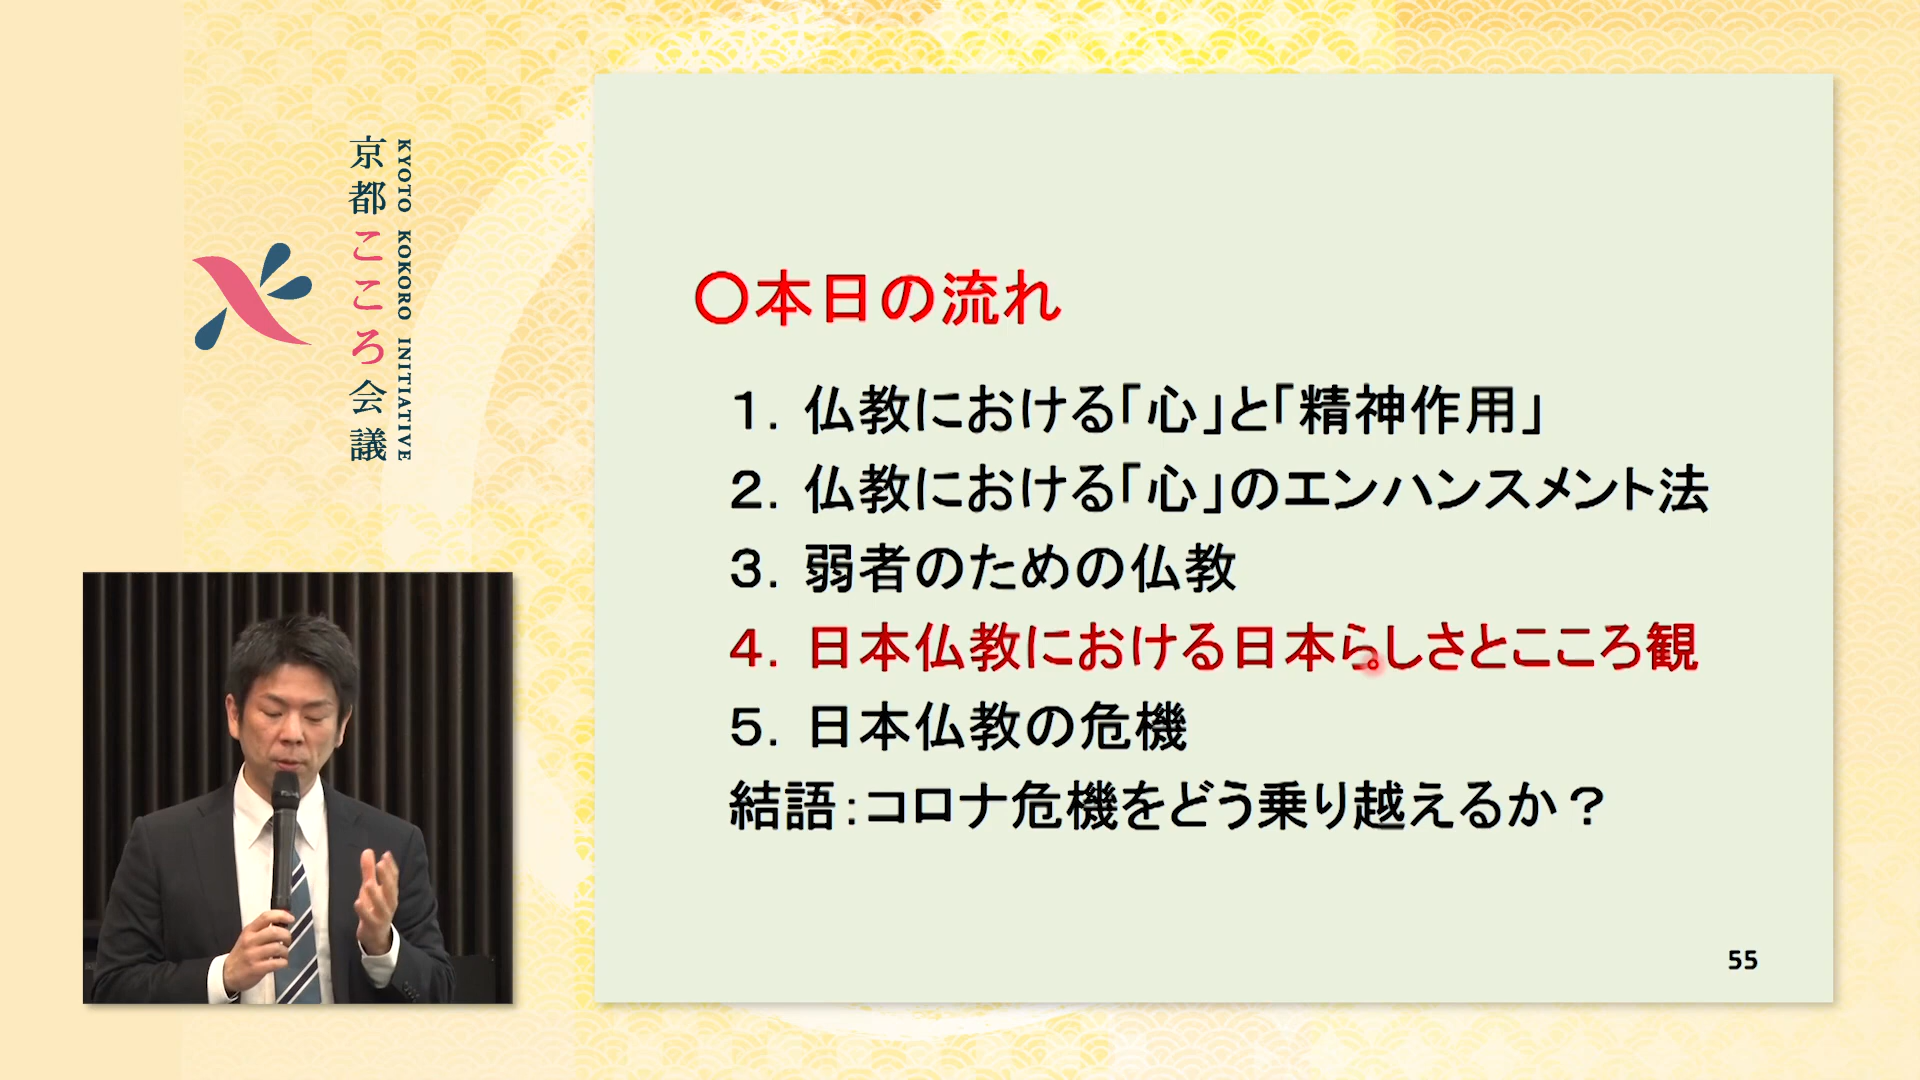 京都こころ会議
KYOTO KOKORO INITIATIVE
〇本日の流れ
1. 仏教における「心」と「精神作用」
2. 仏教における「心」のエンハンスメント法
3. 弱者のための仏教
4. 日本仏教における日本らしさとこころ観
5. 日本仏教の危機
結語:コロナ危機をどう乗り越えるか?
55